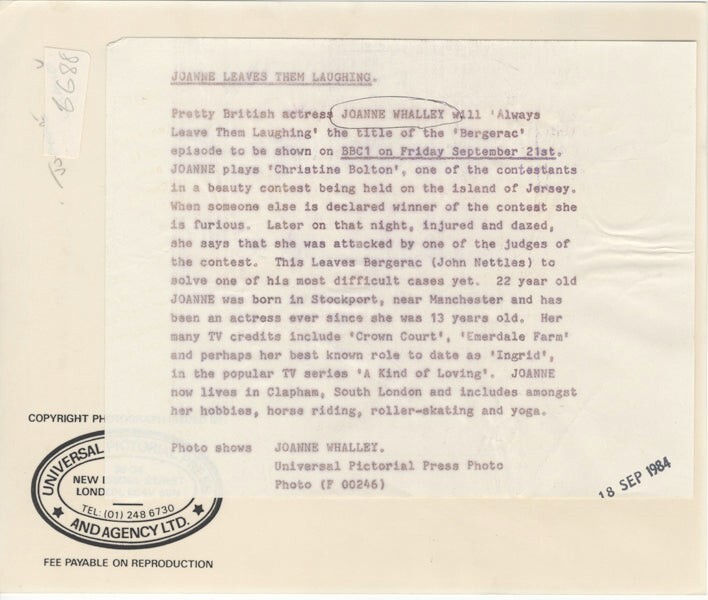 8899
JOANNE LEAVES THEM LAUGHING.
Pretty British actress JOANNE WHALLEY will 'Always
Leave Them Laughing' the title of the 'Bergerac'
episode to be shown on BBC1 on Friday September 21st.
JOANNE plays 'Christine Bolton', one of the contestants
in a beauty contest being held on the island of Jersey.
When someone else is declared winner of the contest she
is furious. Later on that night, injured and dazed,
she says that she was attacked by one of the judges of
the contest. This Leaves Bergerac (John Nettles) to
solve one of his most difficult cases yet. 22 year old
JOANNE was born in Stockport, near Manchester and has
been an actress ever since she was 13 years old. Her
many TV credits include 'Crown Court', 'Emerdale Farm'
and perhaps her best known role to date as 'Ingrid',
in the popular TV series 'A Kind of Loving'. JOANNE
now lives in Clapham, South London and includes amongst
her hobbies, horse riding, roller-skating and yoga.
Photo shows JOANNE WHALLEY.
Universal Pictorial Press Photo
Photo (F 00246)
18 SEP 1984
COPYRIGHT
UNIVERSAL
NEW
LONDON
TEL: (01) 248 6730
AND AGENCY LTD.
FEE PAYABLE ON REPRODUCTION